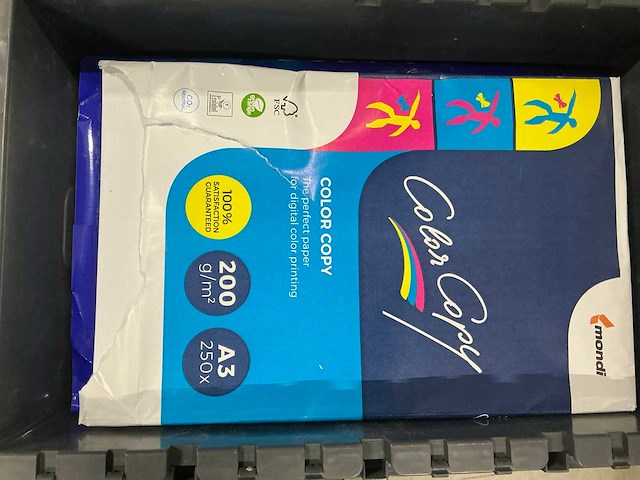 mondi
Color Copy
COLOR COPY
The perfect paper
for digital color printing
FSC
100%
SATISFACTION
GUARANTEED
200
g/m²
A3
250x